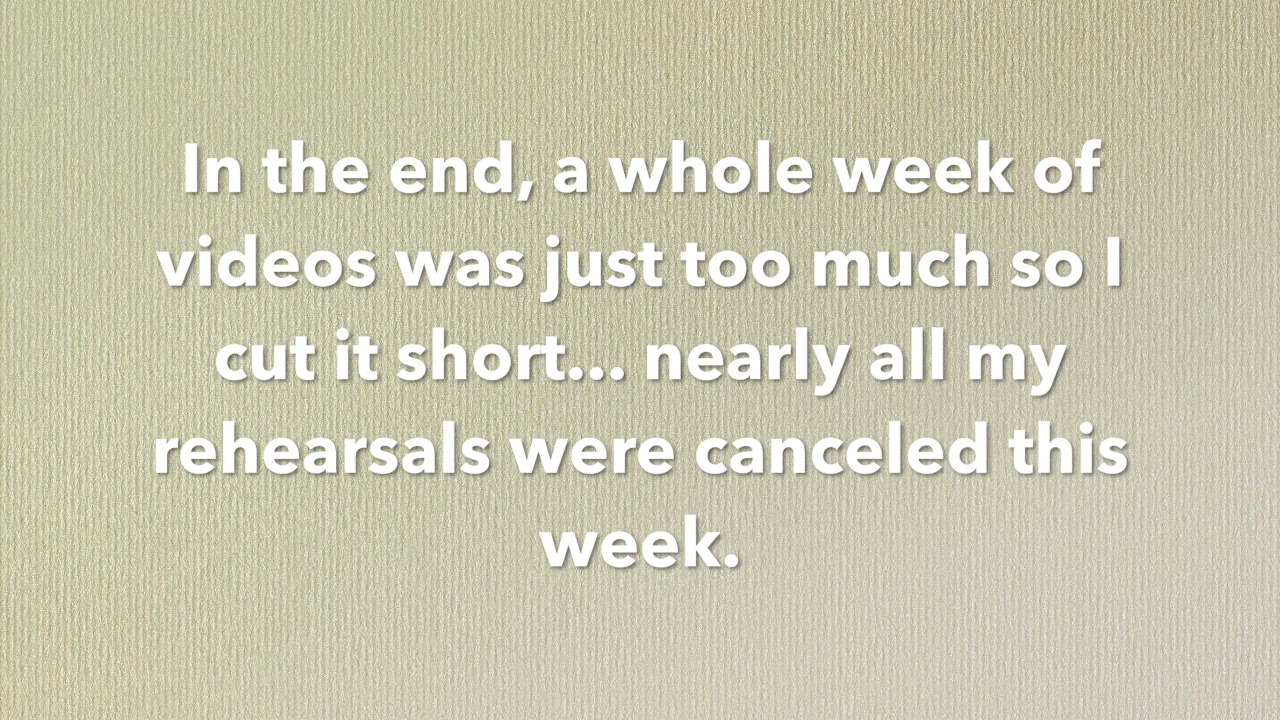 In the end, a whole week of
videos was just too much so I
cut it short... nearly all my
rehearsals were canceled this
week.